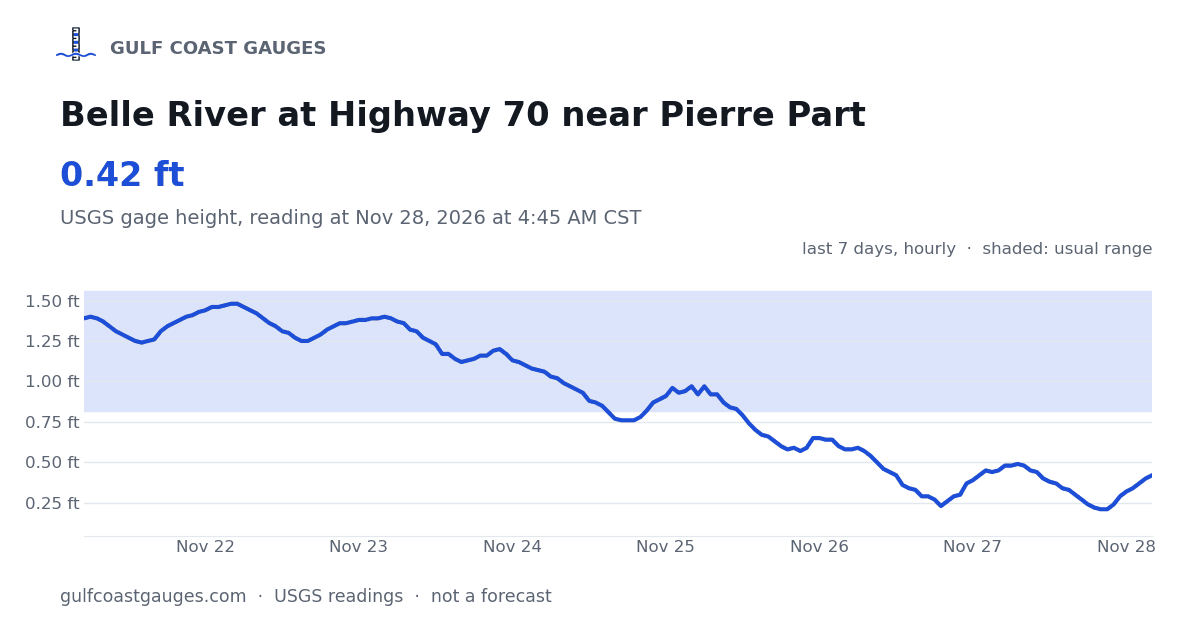 GULF COAST GAUGES
Belle River at Highway 70 near Pierre Part
0.42 ft
USGS gage height, reading at Nov 28, 2026 at 4:45 AM CST
last 7 days, hourly · shaded: usual range
1.50 ft
1.25 ft
1.00 ft
0.75 ft
0.50 ft
0.25 ft
Nov 22 Nov 23 Nov 24 Nov 25 Nov 26 Nov 27 Nov 28
gulfcoastgauges.com · USGS readings · not a forecast